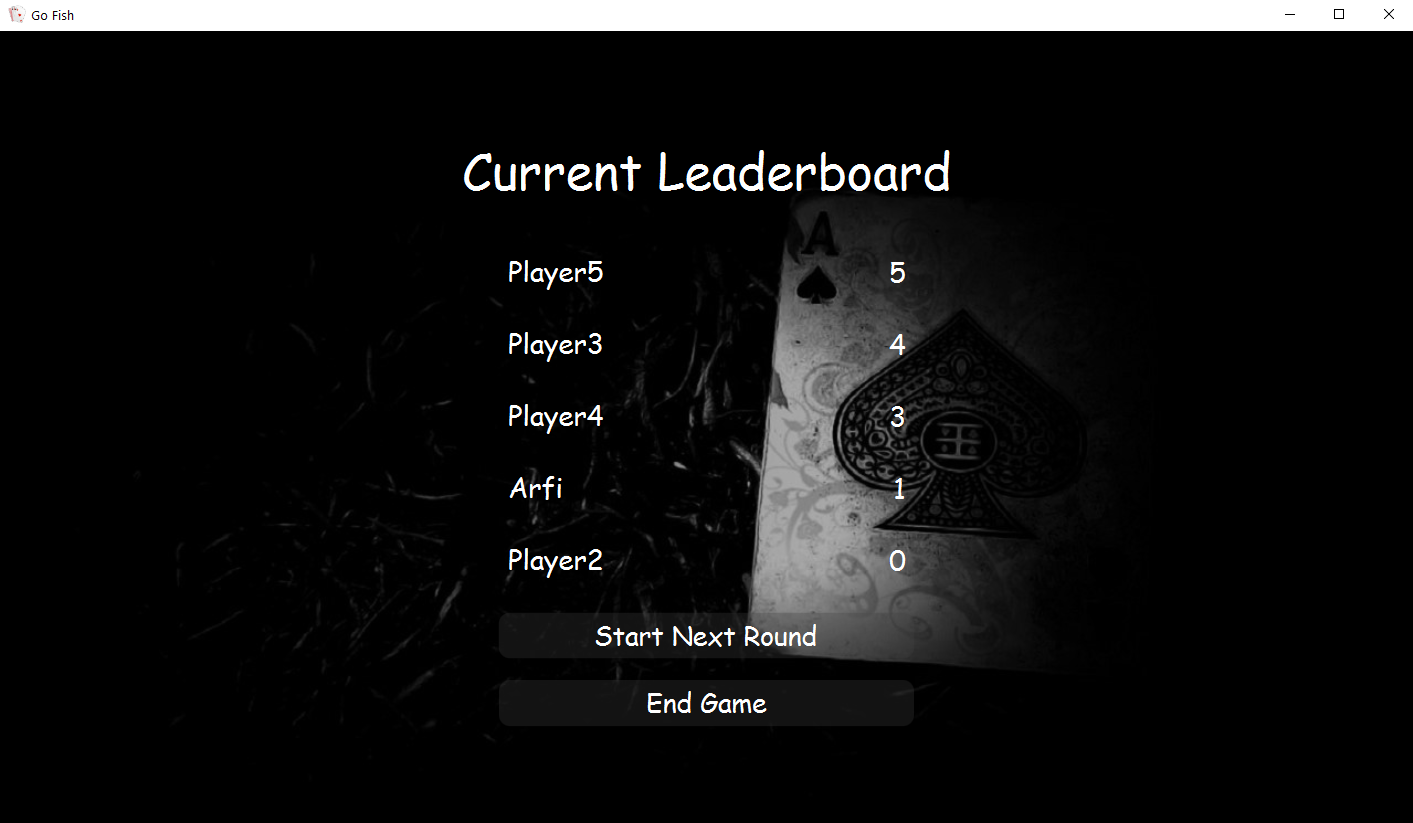 Go Fish
Current Leaderboard
Player5 5
Player3 4
Player4 3
Arfi 1
Player2 0
Start Next Round
End Game
A